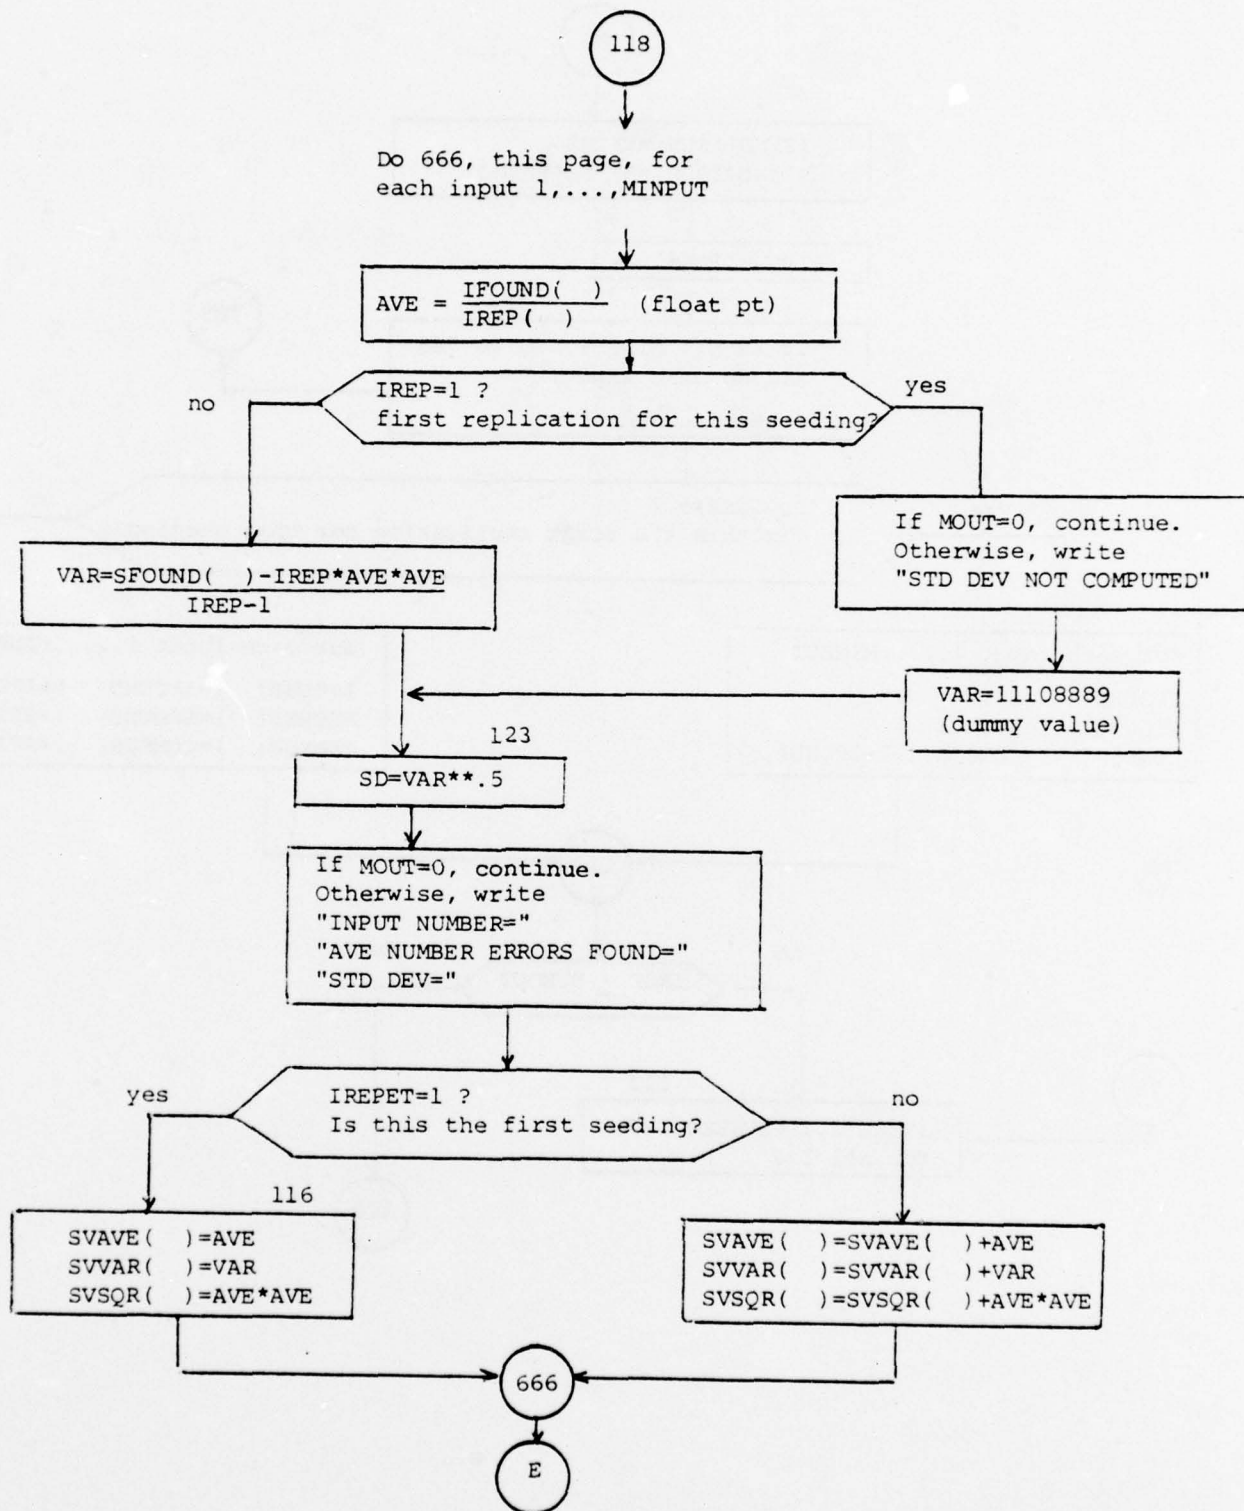 118
Do 666, this page, for
each input 1,...,MINPUT
AVE = IFOUND(  ) (float pt)
IREP(  )
IREP=1 ?
first replication for this seeding?
no
yes
If MOUT=0, continue.
Otherwise, write
"STD DEV NOT COMPUTED"
VAR=SFOUND(  )-IREP*AVE*AVE
IREP-1
VAR=11108889
(dummy value)
123
SD=VAR**.5
If MOUT=0, continue.
Otherwise, write
"INPUT NUMBER="
"AVE NUMBER ERRORS FOUND="
"STD DEV="
IREPET=1 ?
Is this the first seeding?
yes
no
116
SVAVE(  )=AVE
SVVAR(  )=VAR
SVSQR(  )=AVE*AVE
SVAVE(  )=SVAVE(  )+AVE
SVVAR(  )=SVVAR(  )+VAR
SVSQR(  )=SVSQR(  )+AVE*AVE
666
E